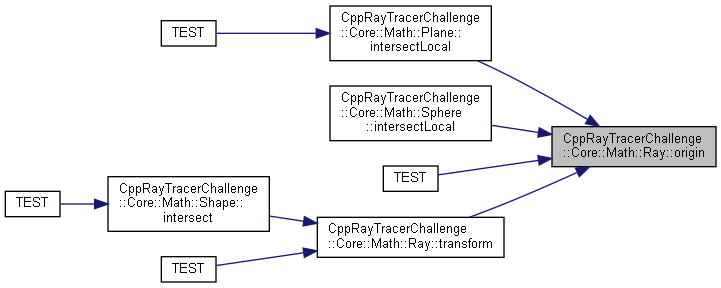 TEST
CppRayTracerChallenge
::Core::Math::Plane::
intersectLocal
CppRayTracerChallenge
::Core::Math::Sphere
::intersectLocal
CppRayTracerChallenge
::Core::Math::Ray::origin
TEST
TEST
CppRayTracerChallenge
::Core::Math::Shape::
intersect
CppRayTracerChallenge
::Core::Math::Ray::transform
TEST